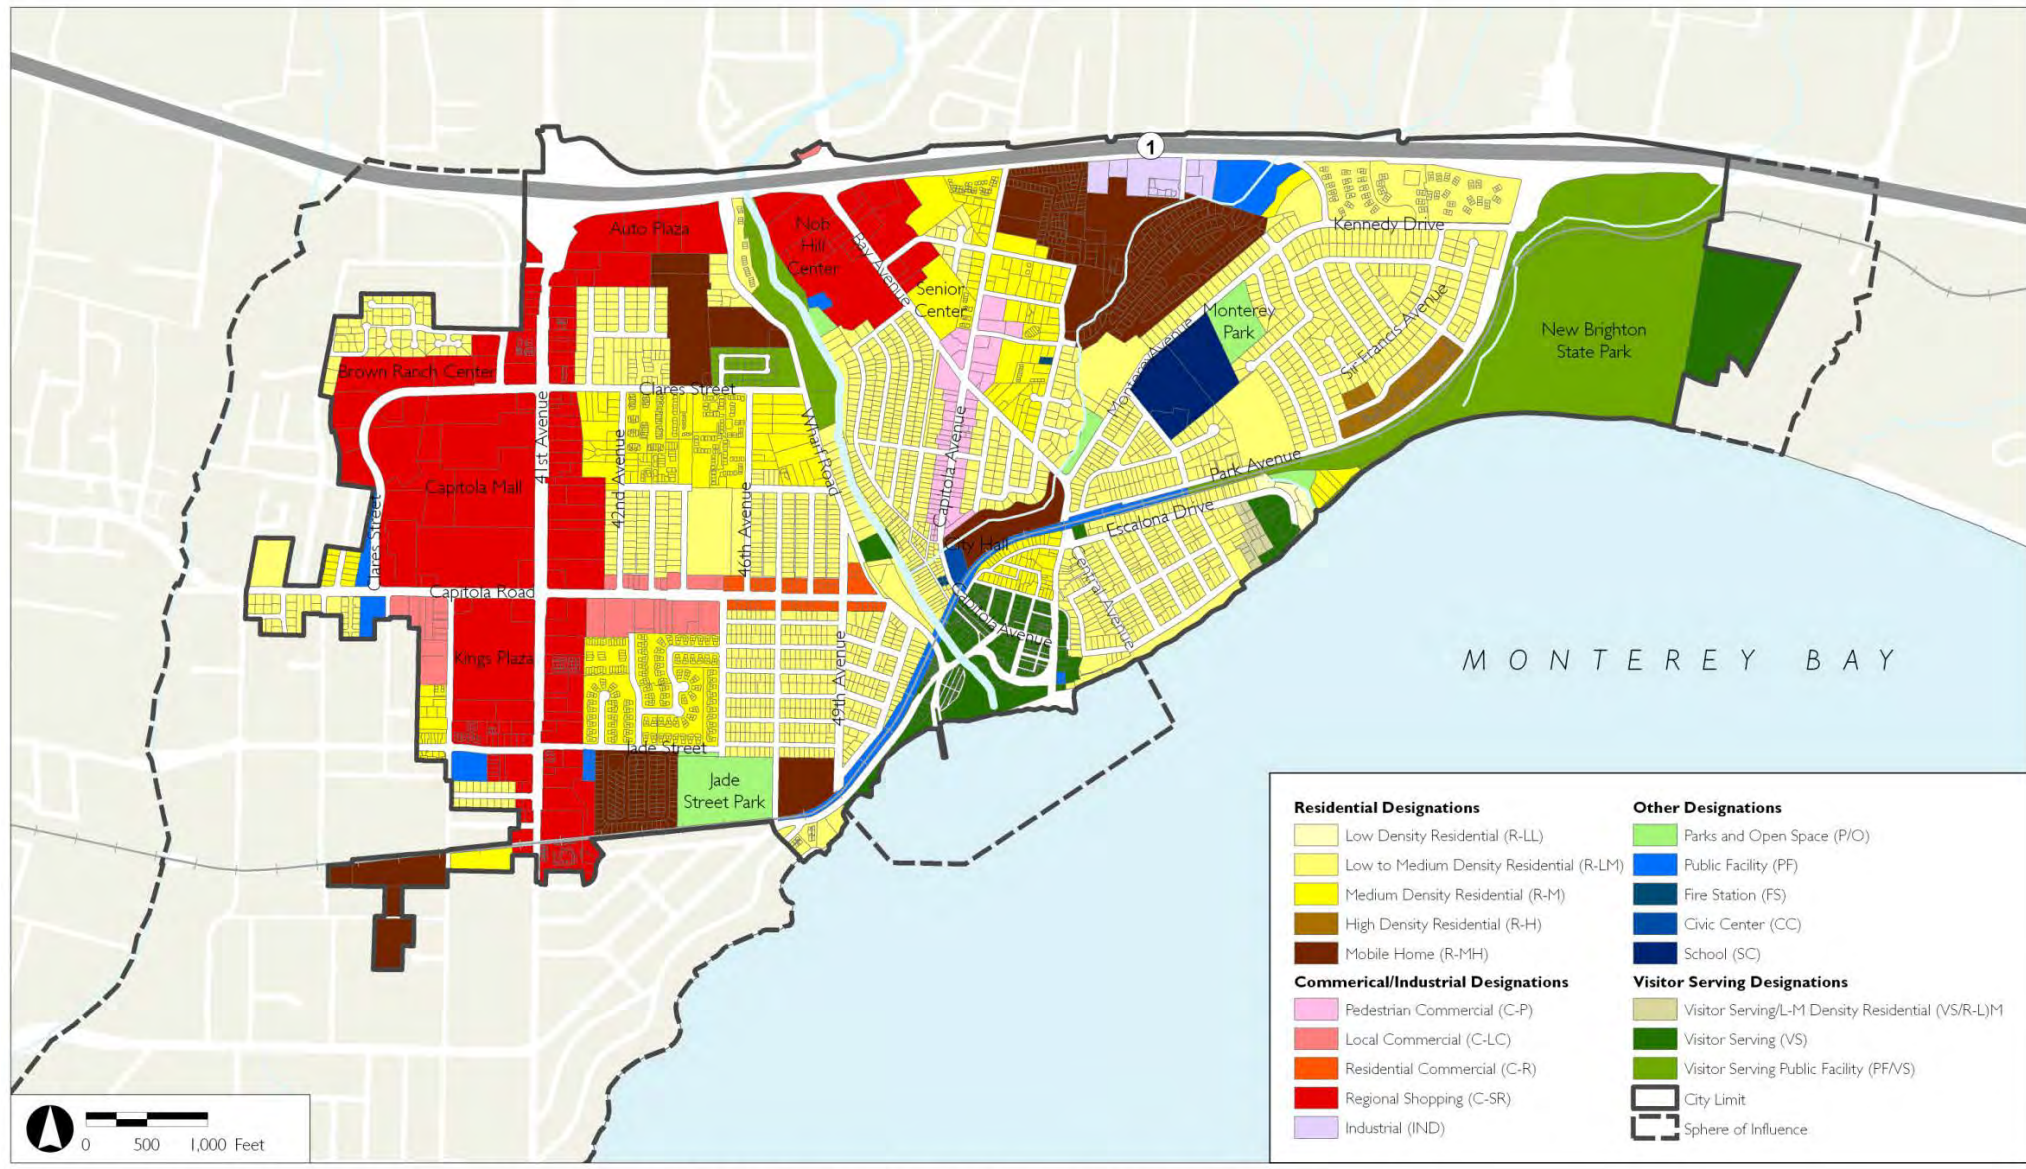 1
Auto Plaza
Nob
Hill
Center
Bay Avenue
Kennedy Drive
Senior
Center
Monterey
Park
Monterey Avenue
Sir Francis Avenue
New Brighton
State Park
Brown Ranch Center
Clares Street
41st Avenue
Wharf Road
Capitola Avenue
42nd Avenue
Capitola Mall
Park Avenue
46th Avenue
Escalona Drive
Clares Street
City Hall
Capitola Road
Central Avenue
Capitola Avenue
Kings Plaza
49th Avenue
MONTEREY BAY
Jade Street
Jade
Street Park
Residential Designations
Low Density Residential (R-LL)
Low to Medium Density Residential (R-LM)
Medium Density Residential (R-M)
High Density Residential (R-H)
Mobile Home (R-MH)
Commerical/Industrial Designations
Pedestrian Commercial (C-P)
Local Commercial (C-LC)
Residential Commercial (C-R)
Regional Shopping (C-SR)
Industrial (IND)
Other Designations
Parks and Open Space (P/O)
Public Facility (PF)
Fire Station (FS)
Civic Center (CC)
School (SC)
Visitor Serving Designations
Visitor Serving/L-M Density Residential (VS/R-L)M
Visitor Serving (VS)
Visitor Serving Public Facility (PF/VS)
City Limit
Sphere of Influence
0 500 1,000 Feet